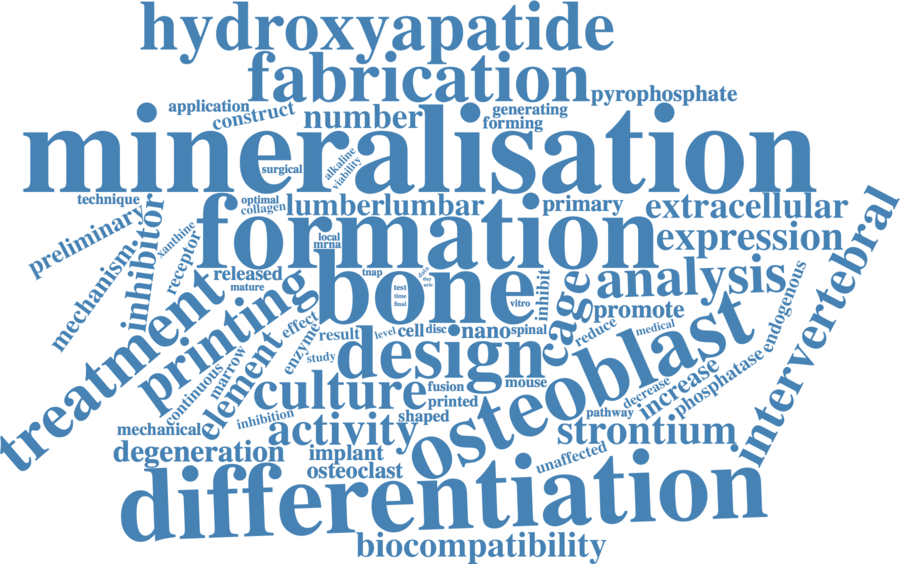 hydroxyapatide
fabrication
pyrophosphate
application
construct
number
generating
forming
mineralisation
surgical
alkaline
viability
technique
optimal
collagen
lumberlumbar
primary
extracellular
preliminary
inhibitor
xanthine
formation
local
mrna
expression
mechanism.
receptor
released
mature
bone
tnap
data
day
uric
test
time
final
vitro
inhibit
cage
analysis
endogenous
intervertebral
treatment
printing
effect
enzyme
result
level
cell
disc
nano
spinal
promote
reduce
medical
osteoblast
study
design
element
marrow
continuous
culture
fusion
mouse
printed
shaped
decrease
increase
phosphatase
pathway
mechanical
inhibition
activity
strontium
degeneration
implant
osteoclast
unaffected
differentiation
biocompatibility